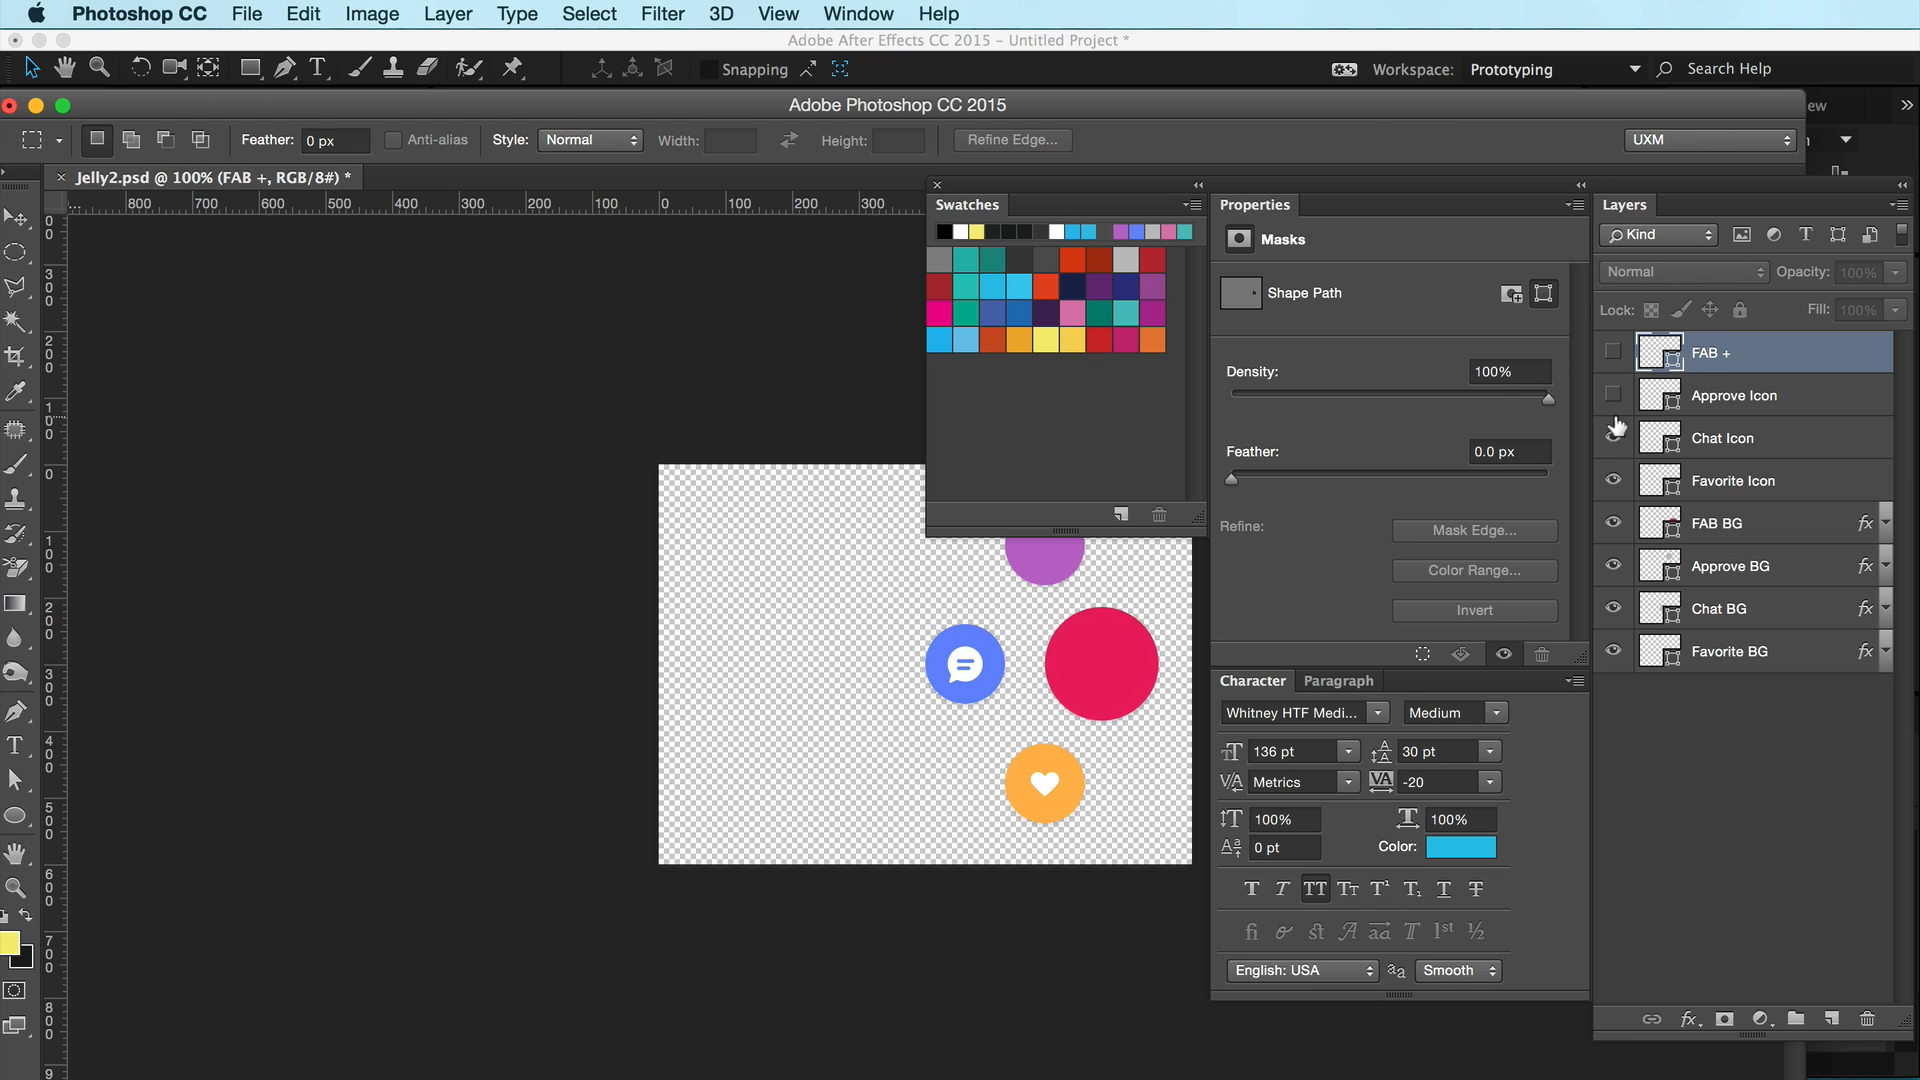 Photoshop CC File Edit Image Layer Type Select Filter 3D View Window Help
Adobe After Effects CC 2015 – Untitled Project *
Snapping Workspace: Prototyping Search Help
Adobe Photoshop CC 2015
Feather: 0 px Anti-alias Style: Normal Width: Height: Refine Edge... UXM
Jelly2.psd @ 100% (FAB +, RGB/8#) *
800 700 600 500 400 300 200 100 0 100 200 300
Swatches
Properties
Masks
Shape Path
Density: 100%
Feather: 0.0 px
Refine: Mask Edge...
Color Range...
Invert
Character Paragraph
Whitney HTF Medi... Medium
136 pt 30 pt
Metrics -20
100% 100%
0 pt Color:
English: USA Smooth
Layers
Kind
Normal Opacity: 100%
Lock: Fill: 100%
FAB +
Approve Icon
Chat Icon
Favorite Icon
FAB BG fx
Approve BG fx
Chat BG fx
Favorite BG fx